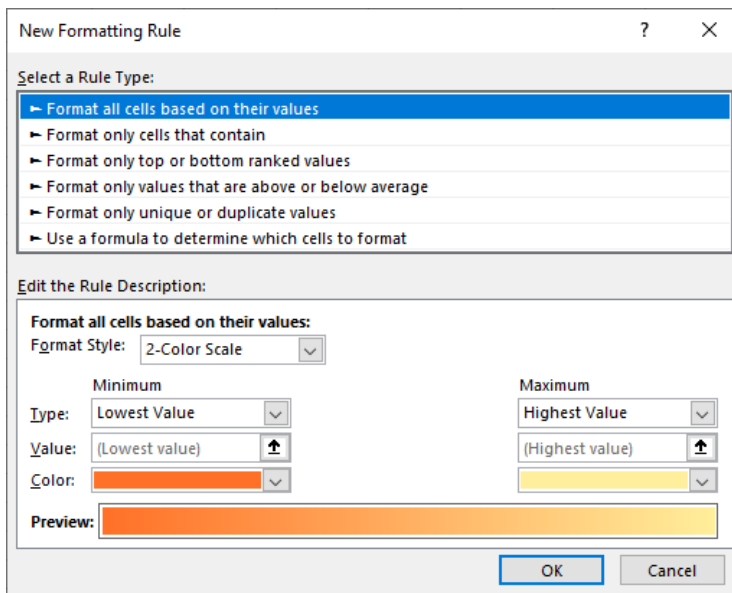 New Formatting Rule ?
Select a Rule Type:
► Format all cells based on their values
► Format only cells that contain
► Format only top or bottom ranked values
► Format only values that are above or below average
► Format only unique or duplicate values
► Use a formula to determine which cells to format
Edit the Rule Description:
Format all cells based on their values:
Format Style: 2-Color Scale
Minimum Maximum
Type: Lowest Value Highest Value
Value: (Lowest value) (Highest value)
Color:
Preview:
OK Cancel